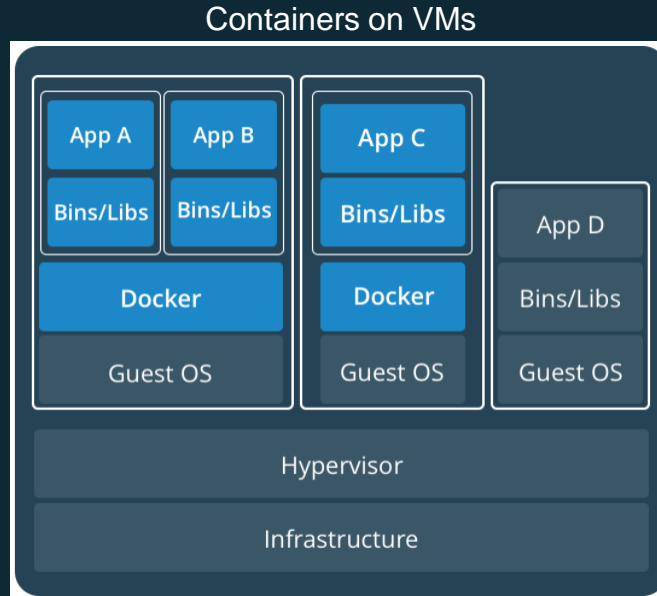 Containers on VMs
App A
App B
App C
Bins/Libs
Bins/Libs
Bins/Libs
App D
Docker
Docker
Bins/Libs
Guest OS
Guest OS
Guest OS
Hypervisor
Infrastructure